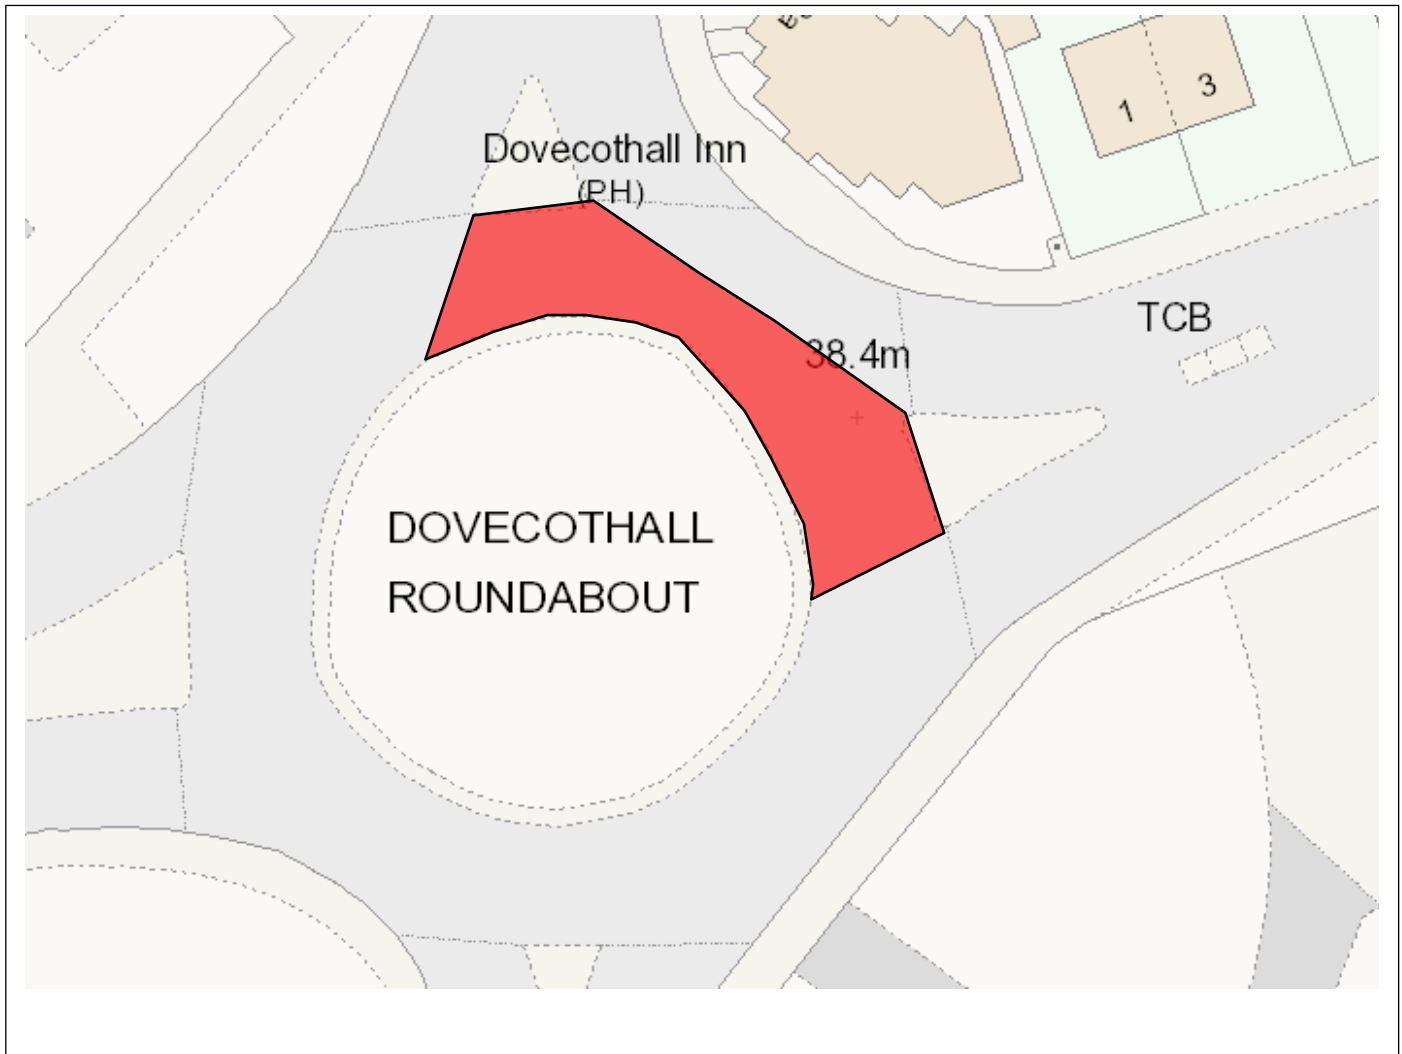 1
3
Dovecothall Inn
(PH)
TCB
38.4m
DOVECOTHALL
ROUNDABOUT